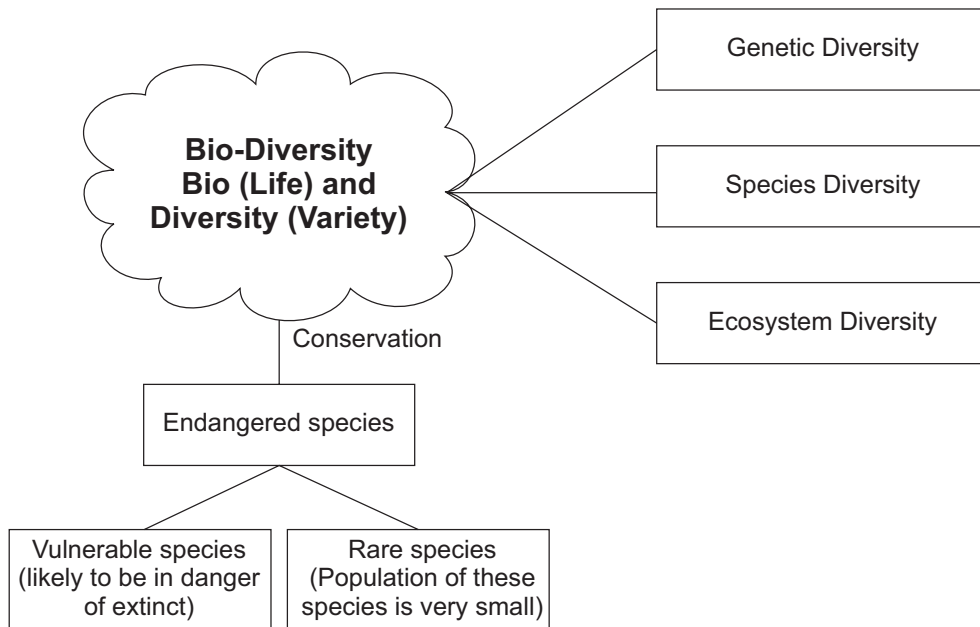 Genetic Diversity
Bio-Diversity
Bio (Life) and
Diversity (Variety)
Species Diversity
Ecosystem Diversity
Conservation
Endangered species
Vulnerable species
(likely to be in danger
of extinct)
Rare species
(Population of these
species is very small)